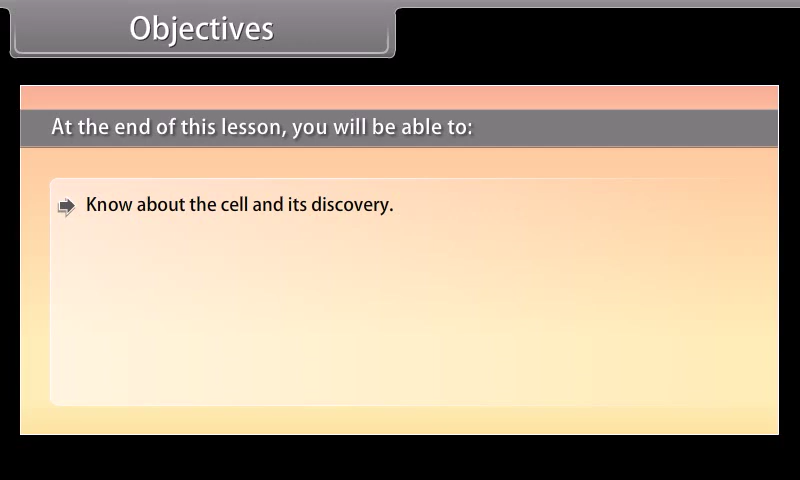 Objectives
At the end of this lesson, you will be able to:
Know about the cell and its discovery.